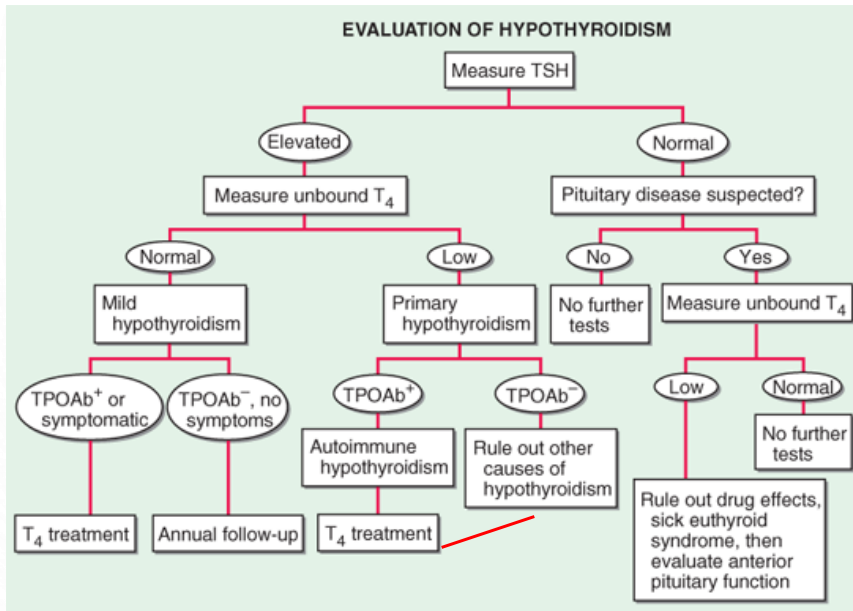 EVALUATION OF HYPOTHYROIDISM
Measure TSH
Elevated
Normal
Measure unbound T4
Pituitary disease suspected?
Normal
Low
No
Yes
Mild
hypothyroidism
Primary
hypothyroidism
No further
tests
Measure unbound T4
TPOAb+ or
symptomatic
TPOAb–, no
symptoms
TPOAb+
TPOAb–
Low
Normal
Autoimmune
hypothyroidism
Rule out other
causes of
hypothyroidism
No further
tests
T4 treatment
Annual follow-up
T4 treatment
Rule out drug effects,
sick euthyroid
syndrome, then
evaluate anterior
pituitary function